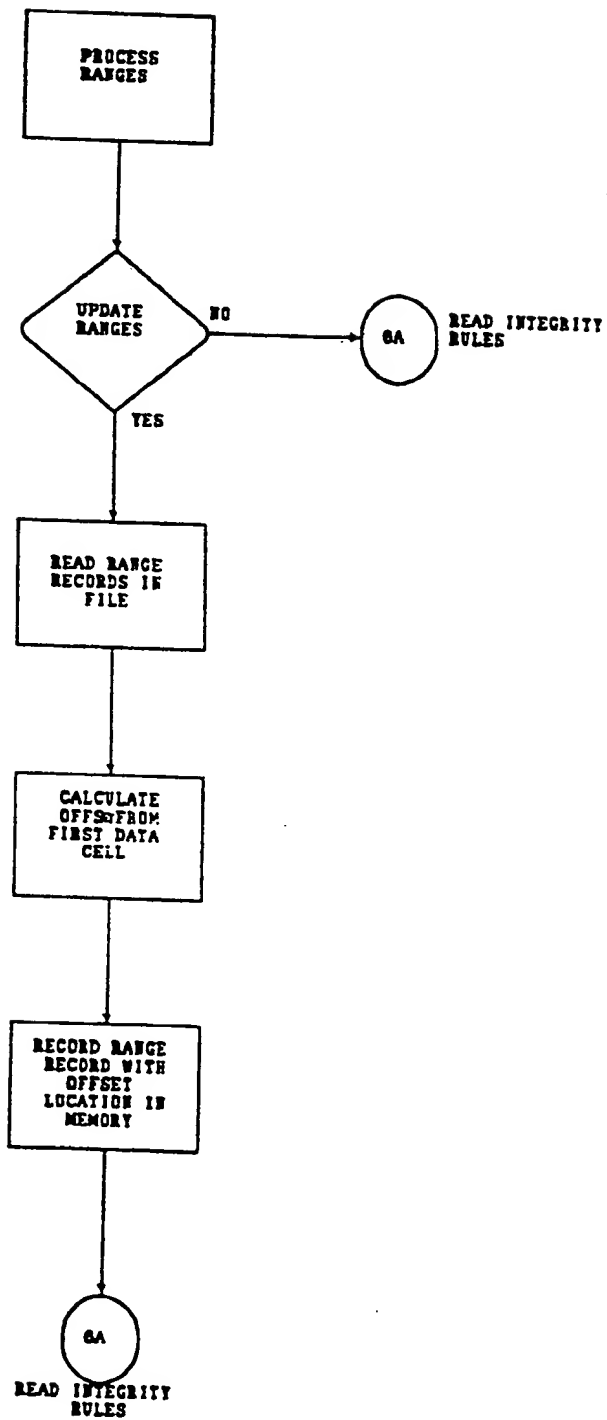 PROCESS
RANGES
UPDATE
RANGES
NO
6A
READ INTEGRITY
RULES
YES
READ RANGE
RECORDS IN
FILE
CALCULATE
OFFSET FROM
FIRST DATA
CELL
RECORD RANGE
RECORD WITH
OFFSET
LOCATION IN
MEMORY
6A
READ INTEGRITY
RULES